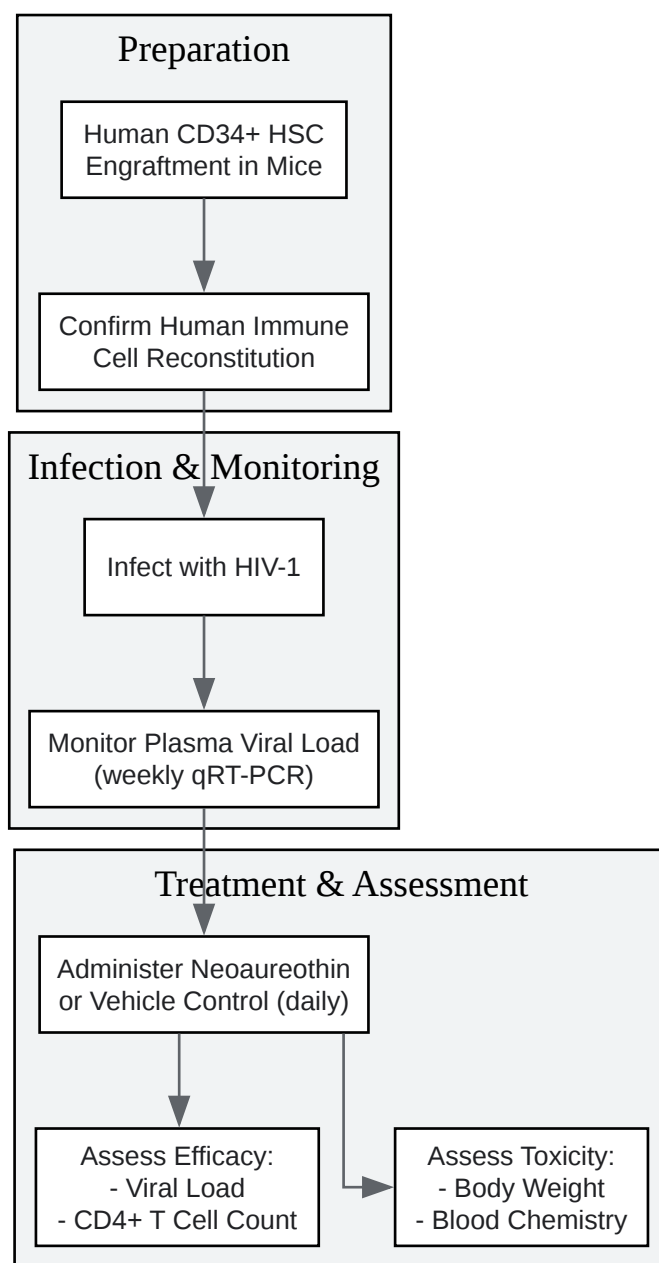 Preparation
Human CD34+ HSC
Engraftment in Mice
Confirm Human Immune
Cell Reconstitution
Infection & Monitoring
Infect with HIV-1
Monitor Plasma Viral Load
(weekly qRT-PCR)
Treatment & Assessment
Administer Neoaureothin
or Vehicle Control (daily)
Assess Efficacy:
- Viral Load
- CD4+ T Cell Count
Assess Toxicity:
- Body Weight
- Blood Chemistry